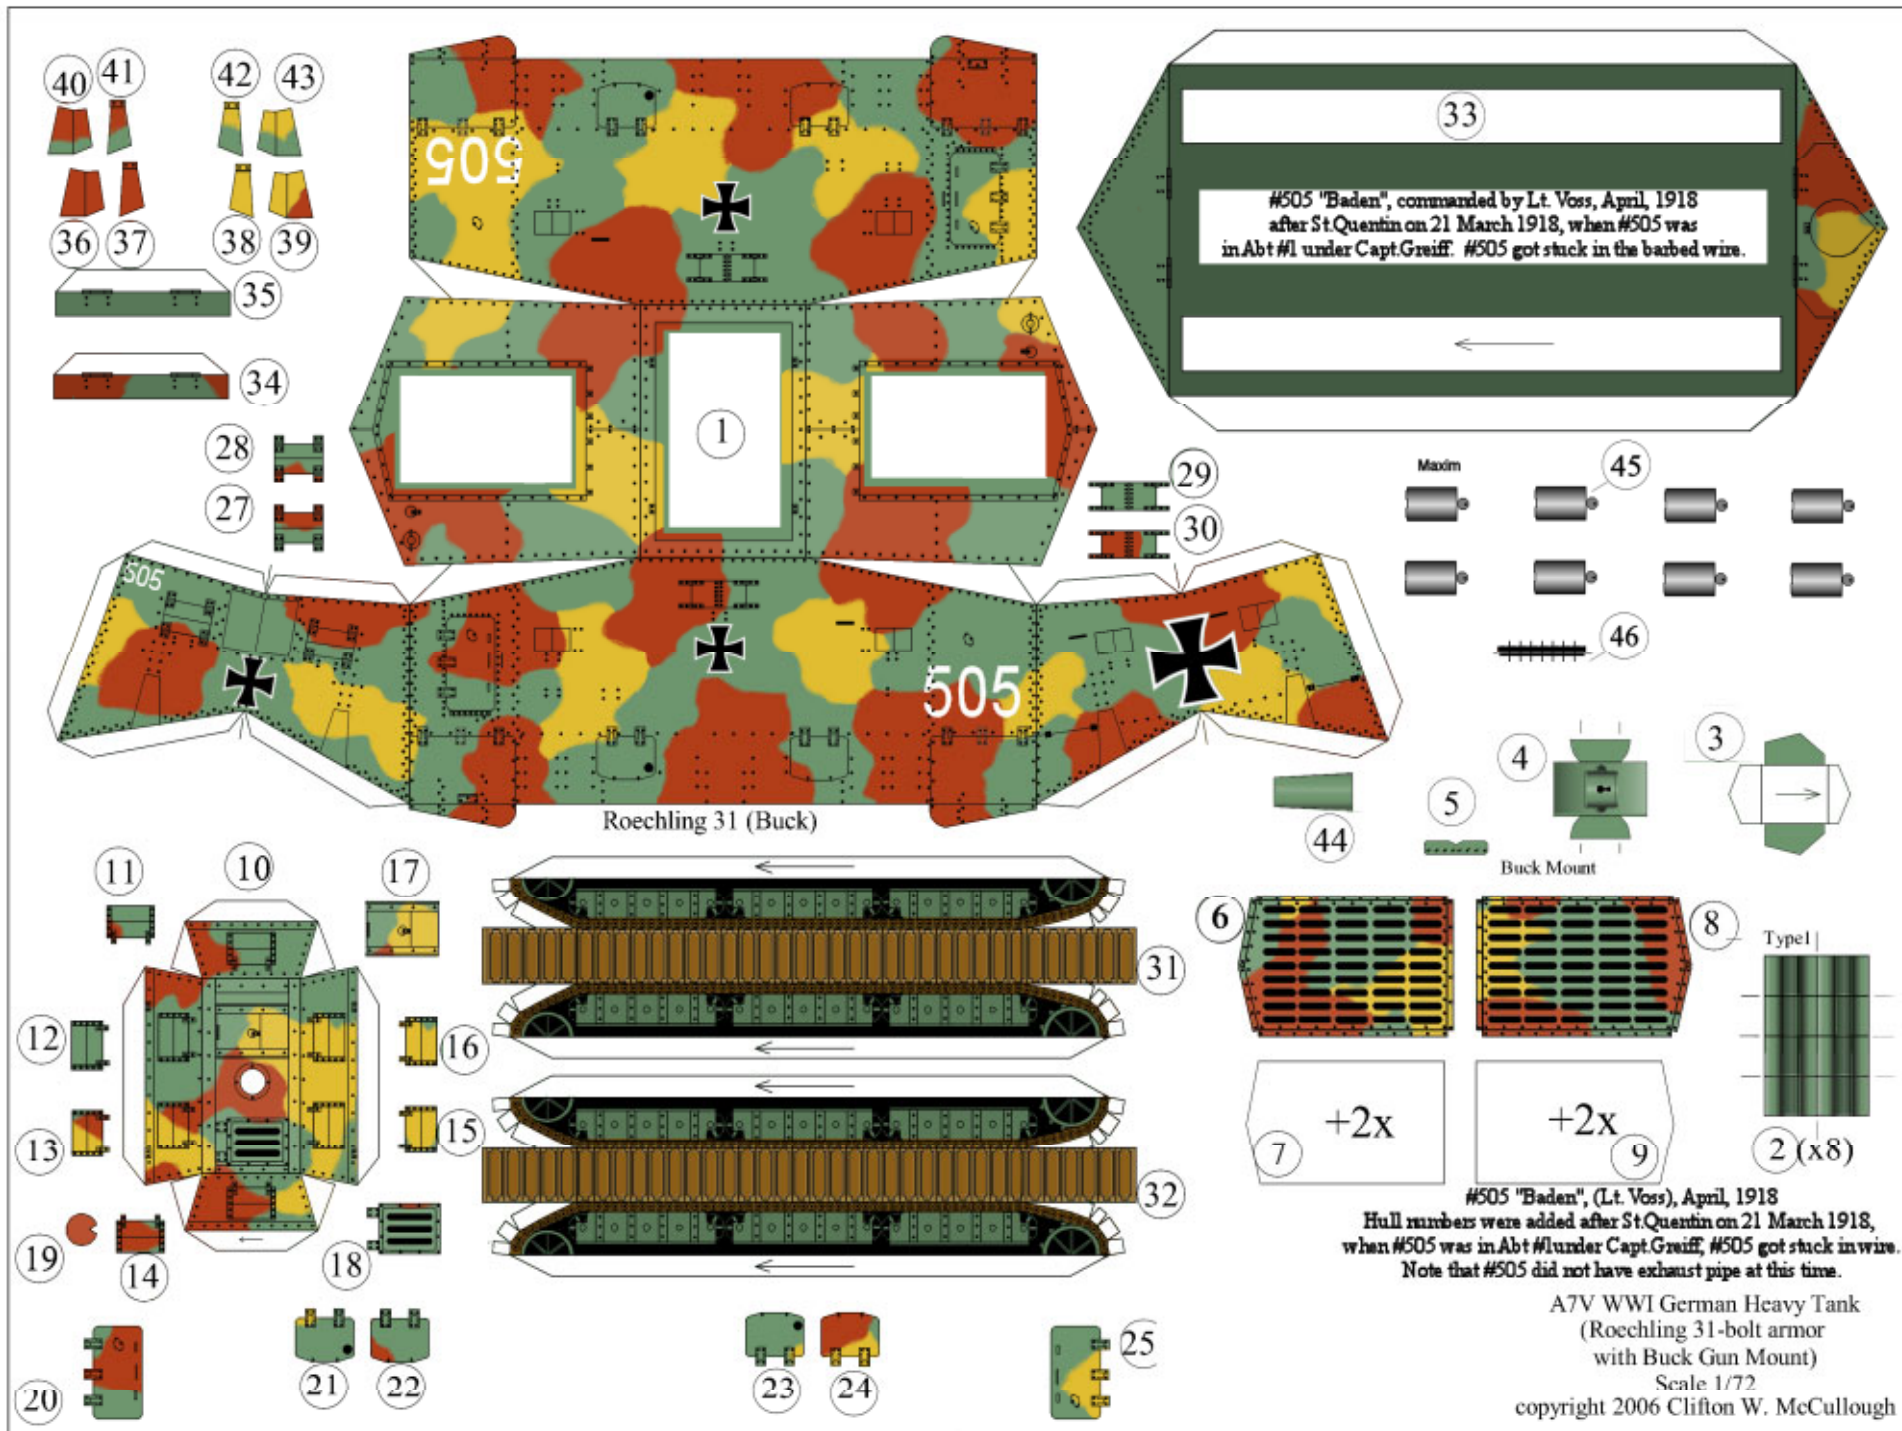 40
41
42
43
36
37
38
39
35
34
28
27
505
1
33
#505 "Baden", commanded by Lt. Voss, April, 1918
after St.Quentin on 21 March 1918, when #505 was
in Abt #1 under Capt.Greiff. #505 got stuck in the barbed wire.
29
30
Maxim
45
46
505
505
Roechling 31 (Buck)
44
5
4
3
Buck Mount
11
10
17
12
13
16
15
19
14
18
20
21
22
23
24
25
31
32
6
8
Type1
7
+2x
+2x
9
2 (x8)
#505 "Baden", (Lt. Voss), April, 1918
Hull numbers were added after St.Quentin on 21 March 1918,
when #505 was in Abt #1under Capt.Greiff, #505 got stuck in wire.
Note that #505 did not have exhaust pipe at this time.
A7V WWI German Heavy Tank
(Roechling 31-bolt armor
with Buck Gun Mount)
Scale 1/72
copyright 2006 Clifton W. McCullough